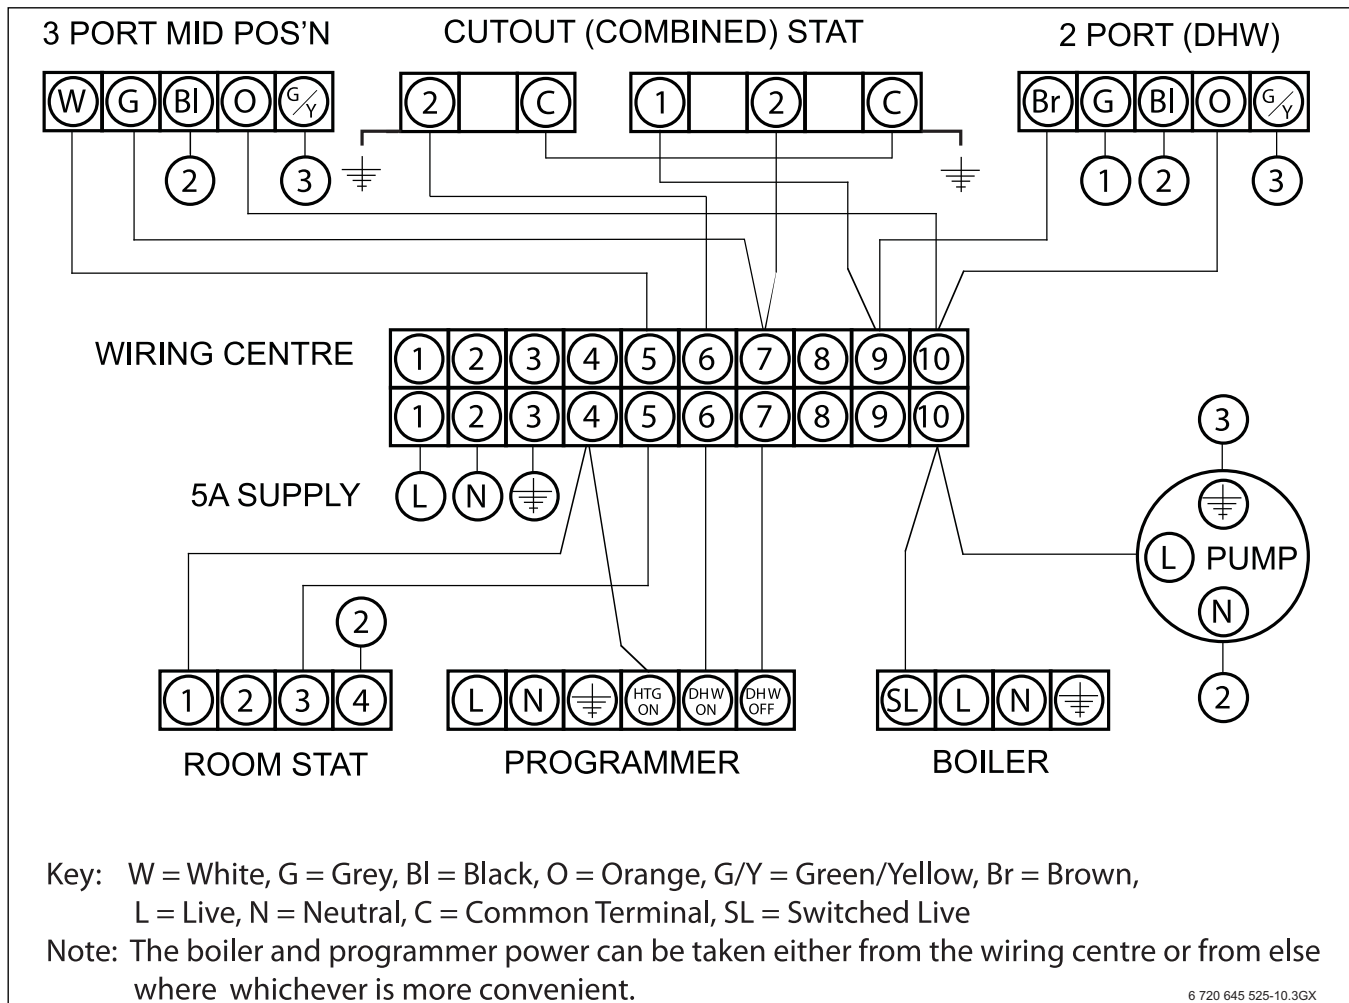 3 PORT MID POS'N CUTOUT (COMBINED) STAT 2 PORT (DHW)
W G Bl O G/Y 2 C 1 2 C Br G Bl O G/Y
2 3 1 2 3
WIRING CENTRE 1 2 3 4 5 6 7 8 9 10
1 2 3 4 5 6 7 8 9 10
3
5A SUPPLY L N
L PUMP
N
2
1 2 3 4 L N HTG ON DHW ON DHW OFF SL L N 2
ROOM STAT PROGRAMMER BOILER
Key: W = White, G = Grey, Bl = Black, O = Orange, G/Y = Green/Yellow, Br = Brown,
L = Live, N = Neutral, C = Common Terminal, SL = Switched Live
Note: The boiler and programmer power can be taken either from the wiring centre or from else
where whichever is more convenient.
6 720 645 525-10.3GX